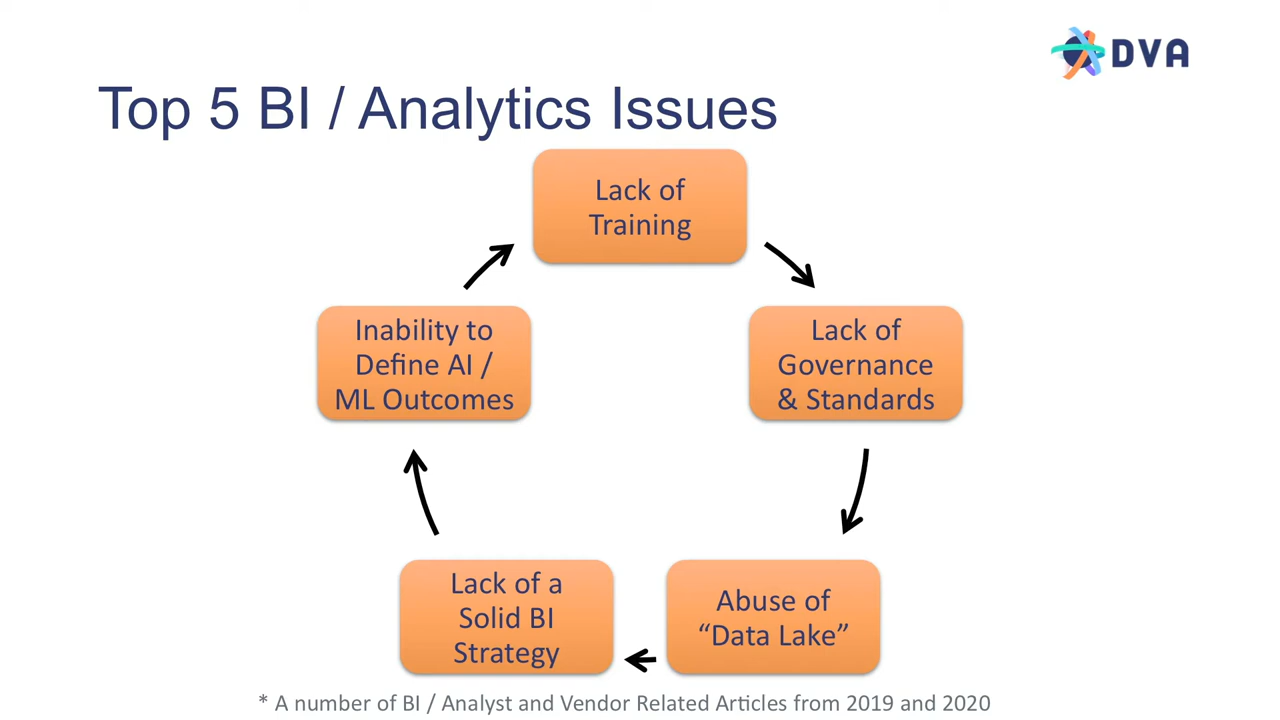 DVA
Top 5 BI / Analytics Issues
Lack of
Training
Lack of
Governance
& Standards
Abuse of
“Data Lake”
Lack of a
Solid BI
Strategy
Inability to
Define AI /
ML Outcomes
* A number of BI / Analyst and Vendor Related Articles from 2019 and 2020